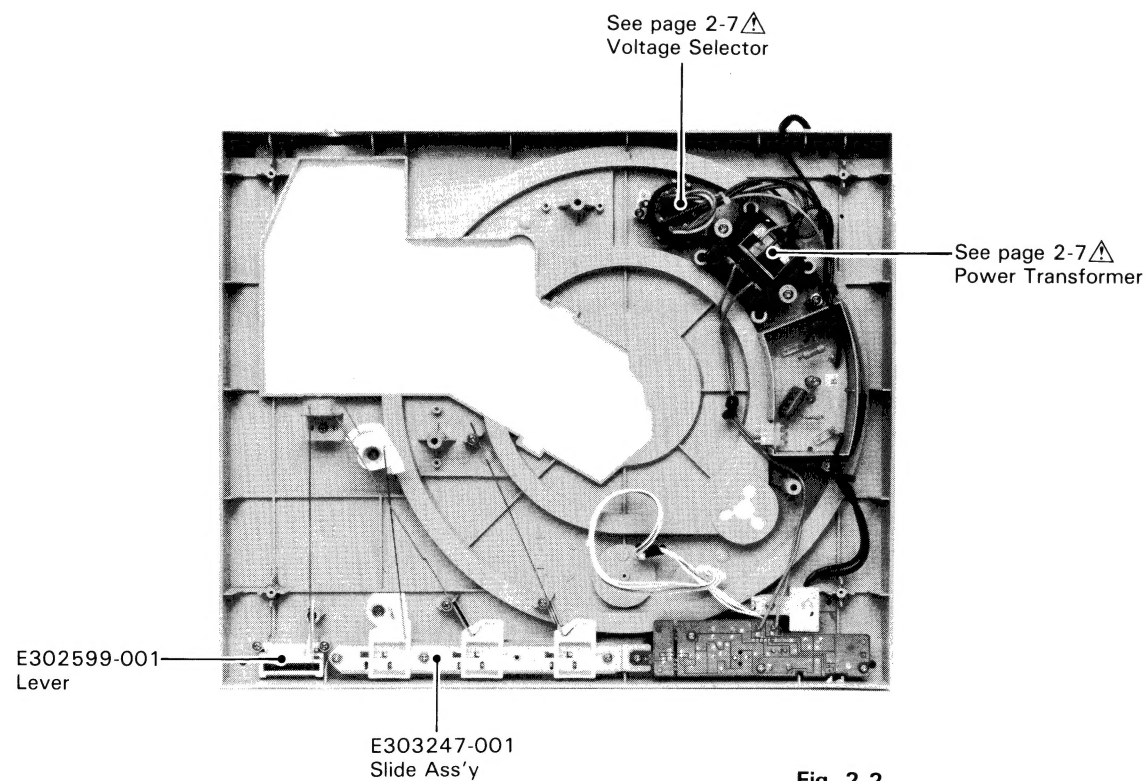 See page 2-7⚠
Voltage Selector
See page 2-7⚠
Power Transformer
E302599-001
Lever
E303247-001
Slide Ass'y
Fig. 2-2